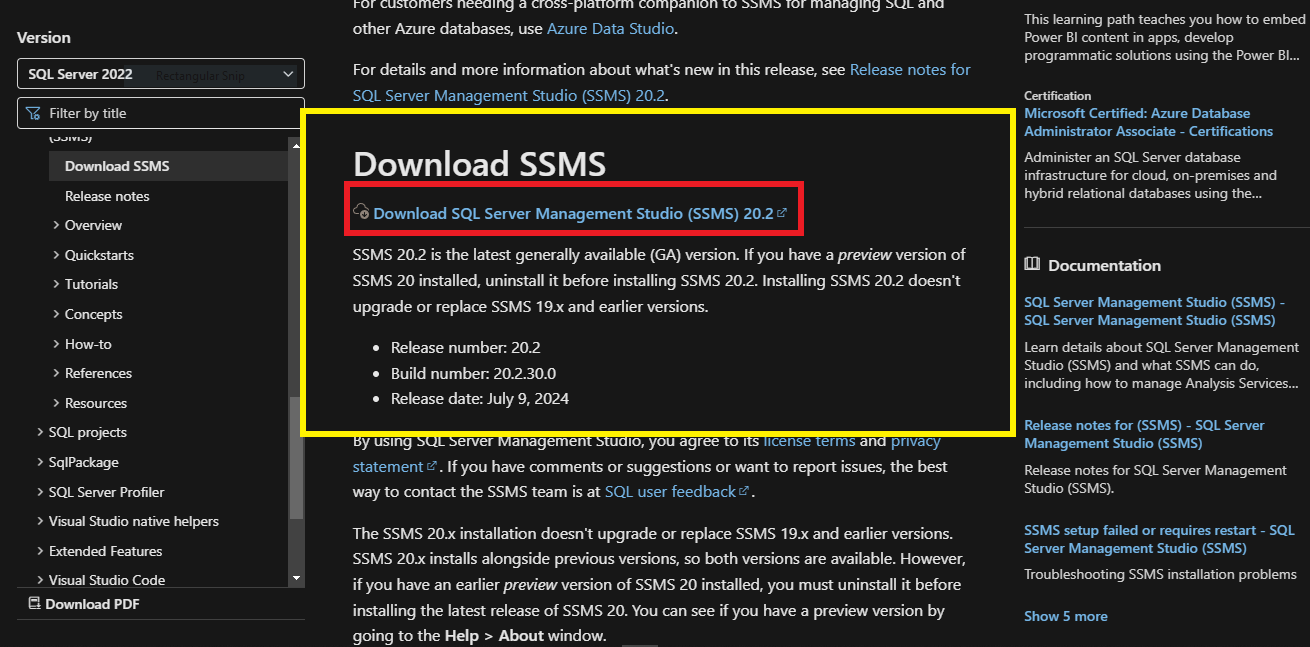 Version
SQL Server 2022
Rectangular Snip
Filter by title
(SSMS)
Download SSMS
Release notes
Overview
Quickstarts
Tutorials
Concepts
How-to
References
Resources
SQL projects
SqlPackage
SQL Server Profiler
Visual Studio native helpers
Extended Features
Visual Studio Code
Download PDF
For customers needing a cross-platform companion to SSMS for managing SQL and
other Azure databases, use Azure Data Studio.
For details and more information about what's new in this release, see Release notes for
SQL Server Management Studio (SSMS) 20.2.
Download SSMS
Download SQL Server Management Studio (SSMS) 20.2
SSMS 20.2 is the latest generally available (GA) version. If you have a preview version of
SSMS 20 installed, uninstall it before installing SSMS 20.2. Installing SSMS 20.2 doesn't
upgrade or replace SSMS 19.x and earlier versions.
• Release number: 20.2
• Build number: 20.2.30.0
• Release date: July 9, 2024
By using SQL Server Management Studio, you agree to its license terms and privacy
statement. If you have comments or suggestions or want to report issues, the best
way to contact the SSMS team is at SQL user feedback.
The SSMS 20.x installation doesn't upgrade or replace SSMS 19.x and earlier versions.
SSMS 20.x installs alongside previous versions, so both versions are available. However,
if you have an earlier preview version of SSMS 20 installed, you must uninstall it before
installing the latest release of SSMS 20. You can see if you have a preview version by
going to the Help > About window.
This learning path teaches you how to embed
Power BI content in apps, develop
programmatic solutions using the Power BI...
Certification
Microsoft Certified: Azure Database
Administrator Associate - Certifications
Administer an SQL Server database
infrastructure for cloud, on-premises and
hybrid relational databases using the...
Documentation
SQL Server Management Studio (SSMS) -
SQL Server Management Studio (SSMS)
Learn details about SQL Server Management
Studio (SSMS) and what SSMS can do,
including how to manage Analysis Services...
Release notes for (SSMS) - SQL Server
Management Studio (SSMS)
Release notes for SQL Server Management
Studio (SSMS).
SSMS setup failed or requires restart - SQL
Server Management Studio (SSMS)
Troubleshooting SSMS installation problems
Show 5 more